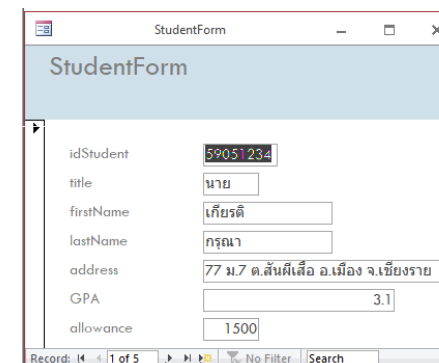 StudentForm
StudentForm
idStudent 59051234
title นาย
firstName เกียรติ
lastName กรุณา
address 77 ม.7 ต.สันผีเสื้อ อ.เมือง จ.เชียงราย
GPA 3.1
allowance 1500
Record: 1 of 5 No Filter Search